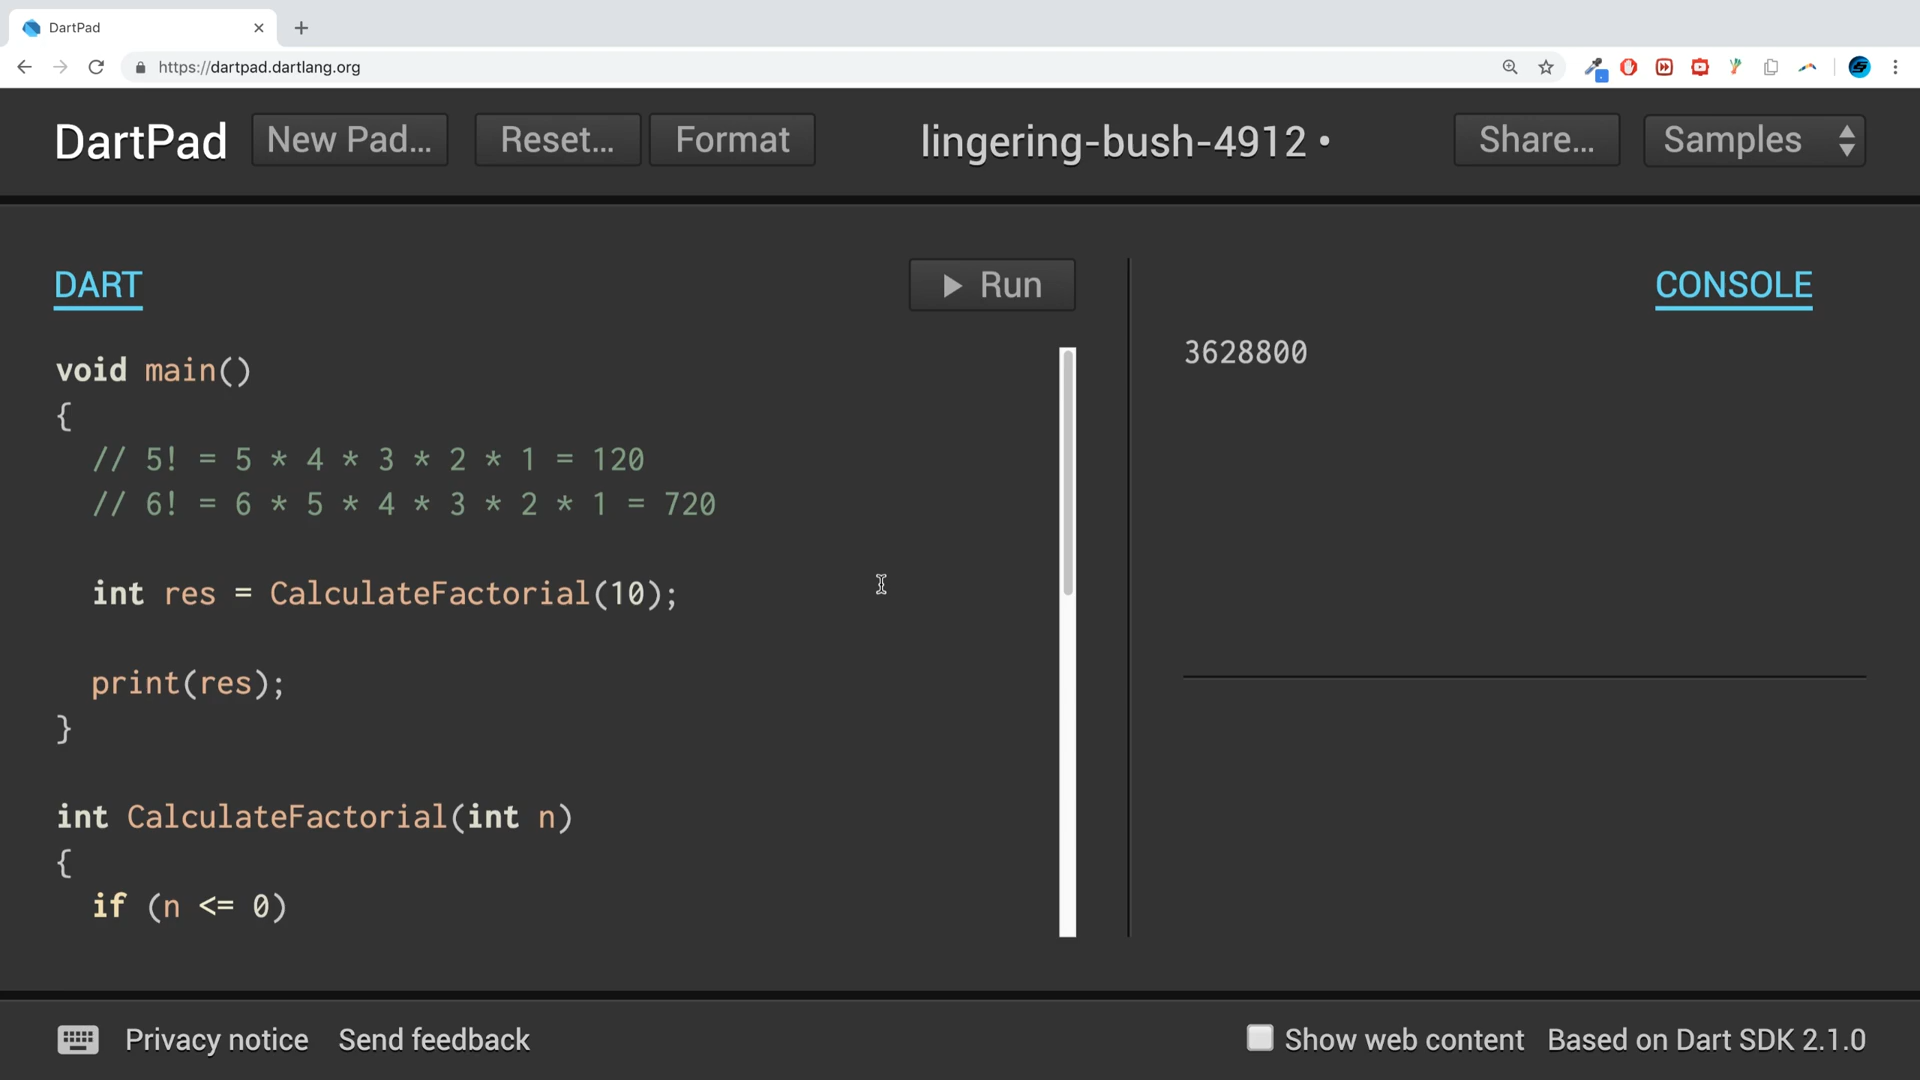 DartPad
https://dartpad.dartlang.org
DartPad New Pad... Reset... Format lingering-bush-4912 • Share... Samples
DART Run CONSOLE
3628800
void main()
{
// 5! = 5 * 4 * 3 * 2 * 1 = 120
// 6! = 6 * 5 * 4 * 3 * 2 * 1 = 720
int res = CalculateFactorial(10);
print(res);
}
int CalculateFactorial(int n)
{
if (n <= 0)
Privacy notice Send feedback Show web content Based on Dart SDK 2.1.0